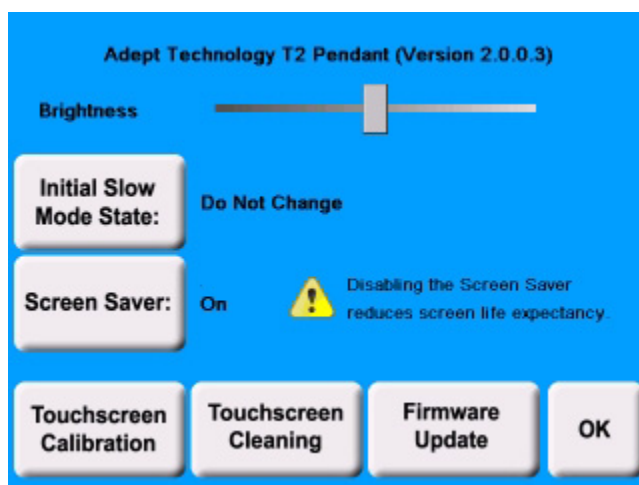 Adept Technology T2 Pendant (Version 2.0.0.3)
Brightness
Initial Slow
Mode State:
Do Not Change
Screen Saver:
On
Disabling the Screen Saver
reduces screen life expectancy.
Touchscreen
Calibration
Touchscreen
Cleaning
Firmware
Update
OK